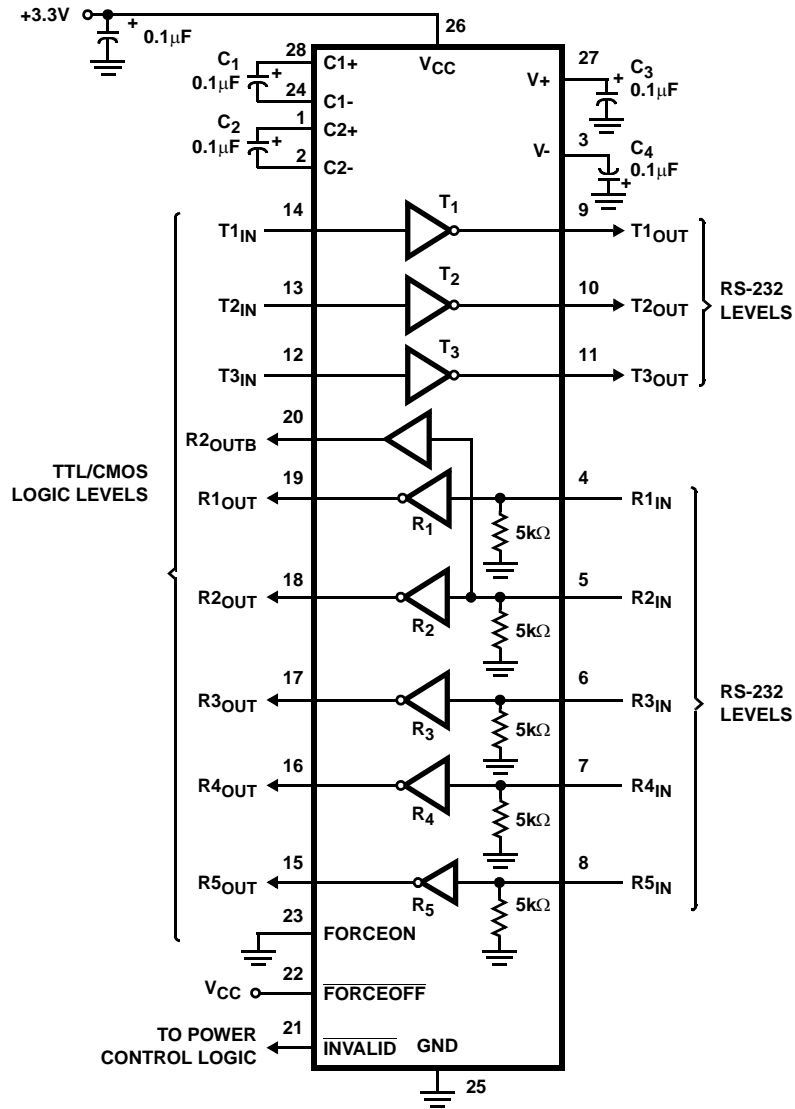 +3.3V
+
0.1μF
26
VCC
C1
0.1μF
+
28
C1+
24
C1-
C2
0.1μF
+
1
C2+
2
C2-
27
V+
+
C3
0.1μF
3
V-
C4
0.1μF
+
T1IN
14
T1
9
T1OUT
T2IN
13
T2
10
T2OUT
T3IN
12
T3
11
T3OUT
RS-232
LEVELS
R2OUTB
20
TTL/CMOS
LOGIC LEVELS
R1OUT
19
R1
5kΩ
4
R1IN
R2OUT
18
R2
5kΩ
5
R2IN
R3OUT
17
R3
5kΩ
6
R3IN
RS-232
LEVELS
R4OUT
16
R4
5kΩ
7
R4IN
R5OUT
15
R5
5kΩ
8
R5IN
23
FORCEON
VCC
22
FORCEOFF
TO POWER
CONTROL LOGIC
21
INVALID
GND
25